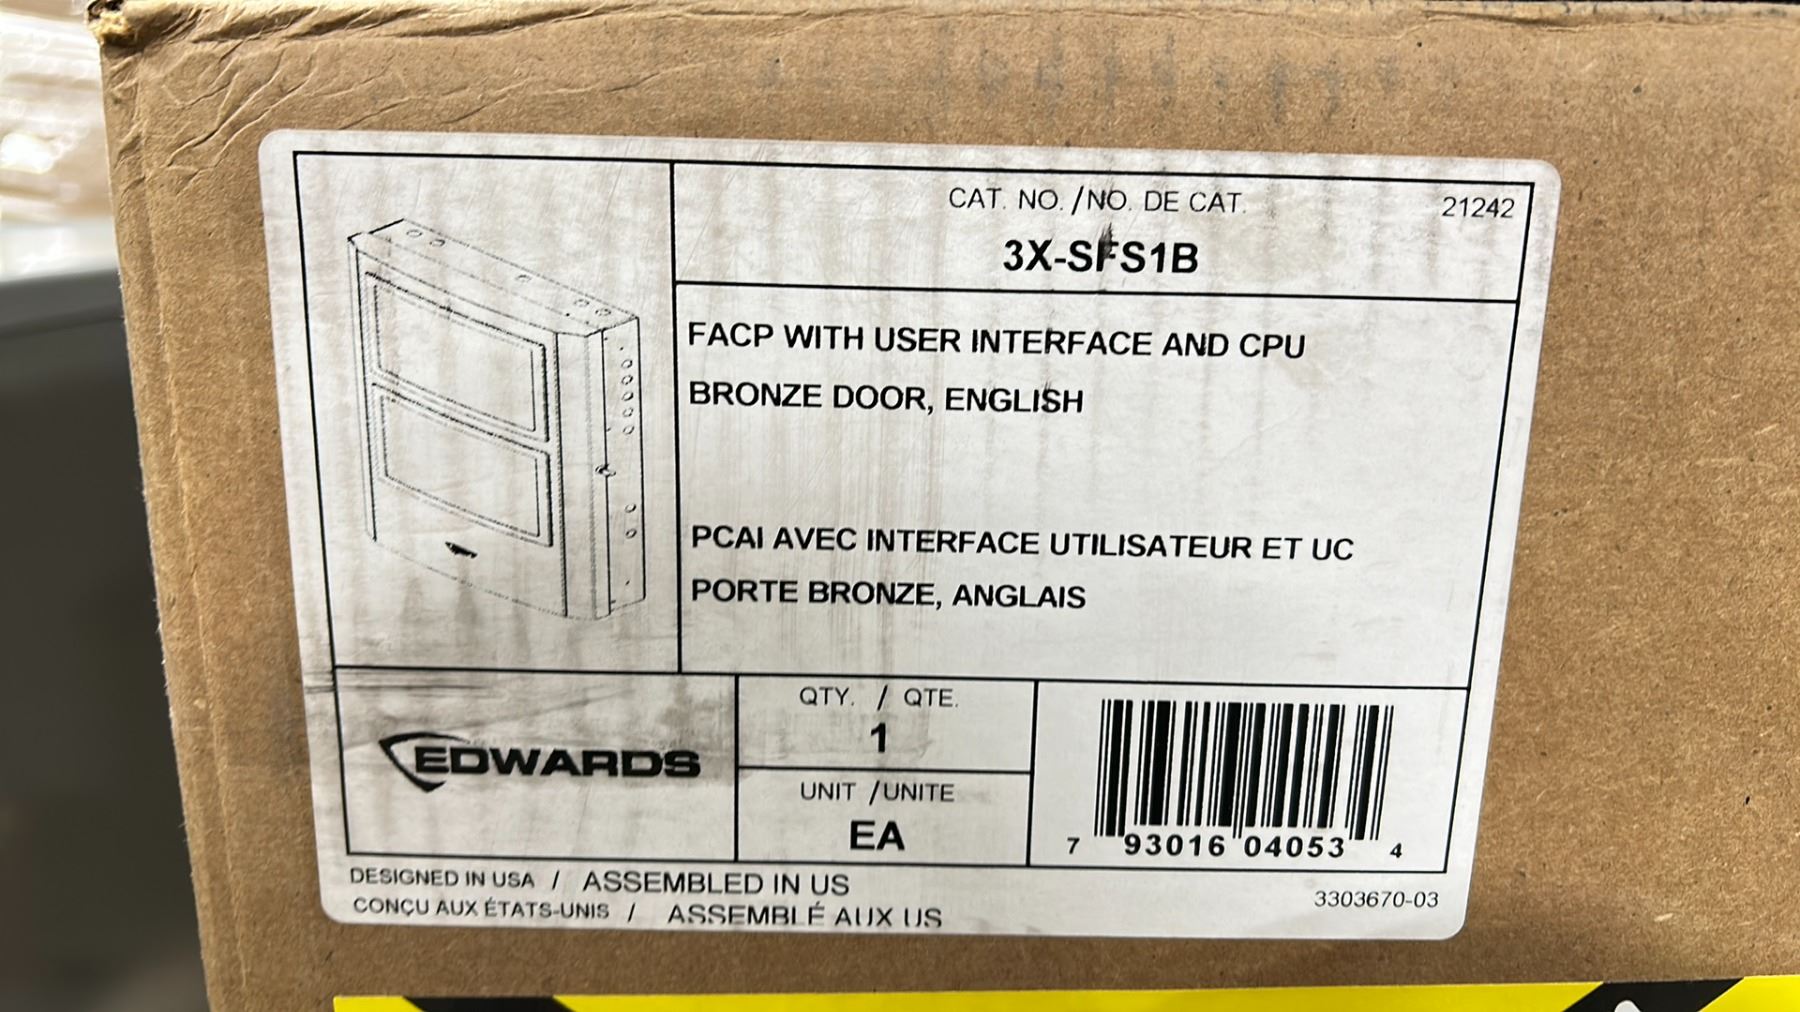 CAT. NO. /NO. DE CAT.
21242
3X-SFS1B
FACP WITH USER INTERFACE AND CPU
BRONZE DOOR, ENGLISH
PCAI AVEC INTERFACE UTILISATEUR ET UC
PORTE BRONZE, ANGLAIS
EDWARDS
QTY. / QTE.
1
UNIT /UNITE
EA
7 93016 04053 4
DESIGNED IN USA / ASSEMBLED IN US
CONÇU AUX ÉTATS-UNIS / ASSEMBLÉ AUX US
3303670-03